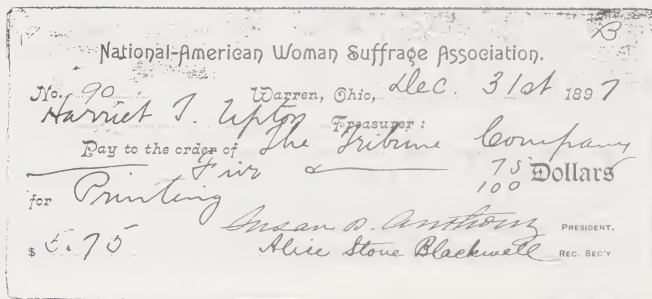 B
National-American Woman Suffrage Association.
No. 90 Warren, Ohio, Dec. 31st 1897
Harriet T. Upton Treasurer:
Pay to the order of The Tribune Company
Five & 75/100 Dollars
for Printing
Susan B. Anthony PRESIDENT.
$ 5.75 Alice Stone Blackwell REC. SEC'Y